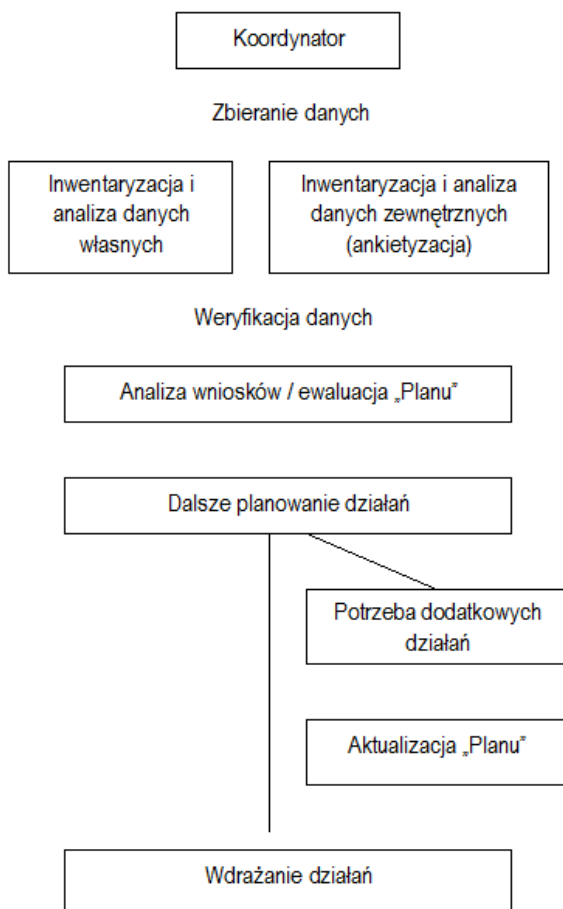 Koordynator
Zbieranie danych
Inwentaryzacja i
analiza danych
własnych
Inwentaryzacja i analiza
danych zewnętrznych
(ankietyzacja)
Weryfikacja danych
Analiza wniosków / ewaluacja „Planu”
Dalsze planowanie działań
Potrzeba dodatkowych
działań
Aktualizacja „Planu”
Wdrażanie działań